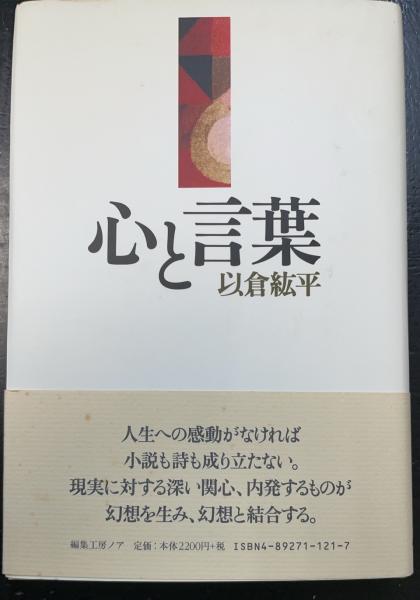 心と言葉
以倉紘平
人生への感動がなければ
小説も詩も成り立たない。
現実に対する深い関心、内発するものが
幻想を生み、幻想と結合する。
編集工房ノア 定価：本体2200円+税 ISBN4-89271-121-7